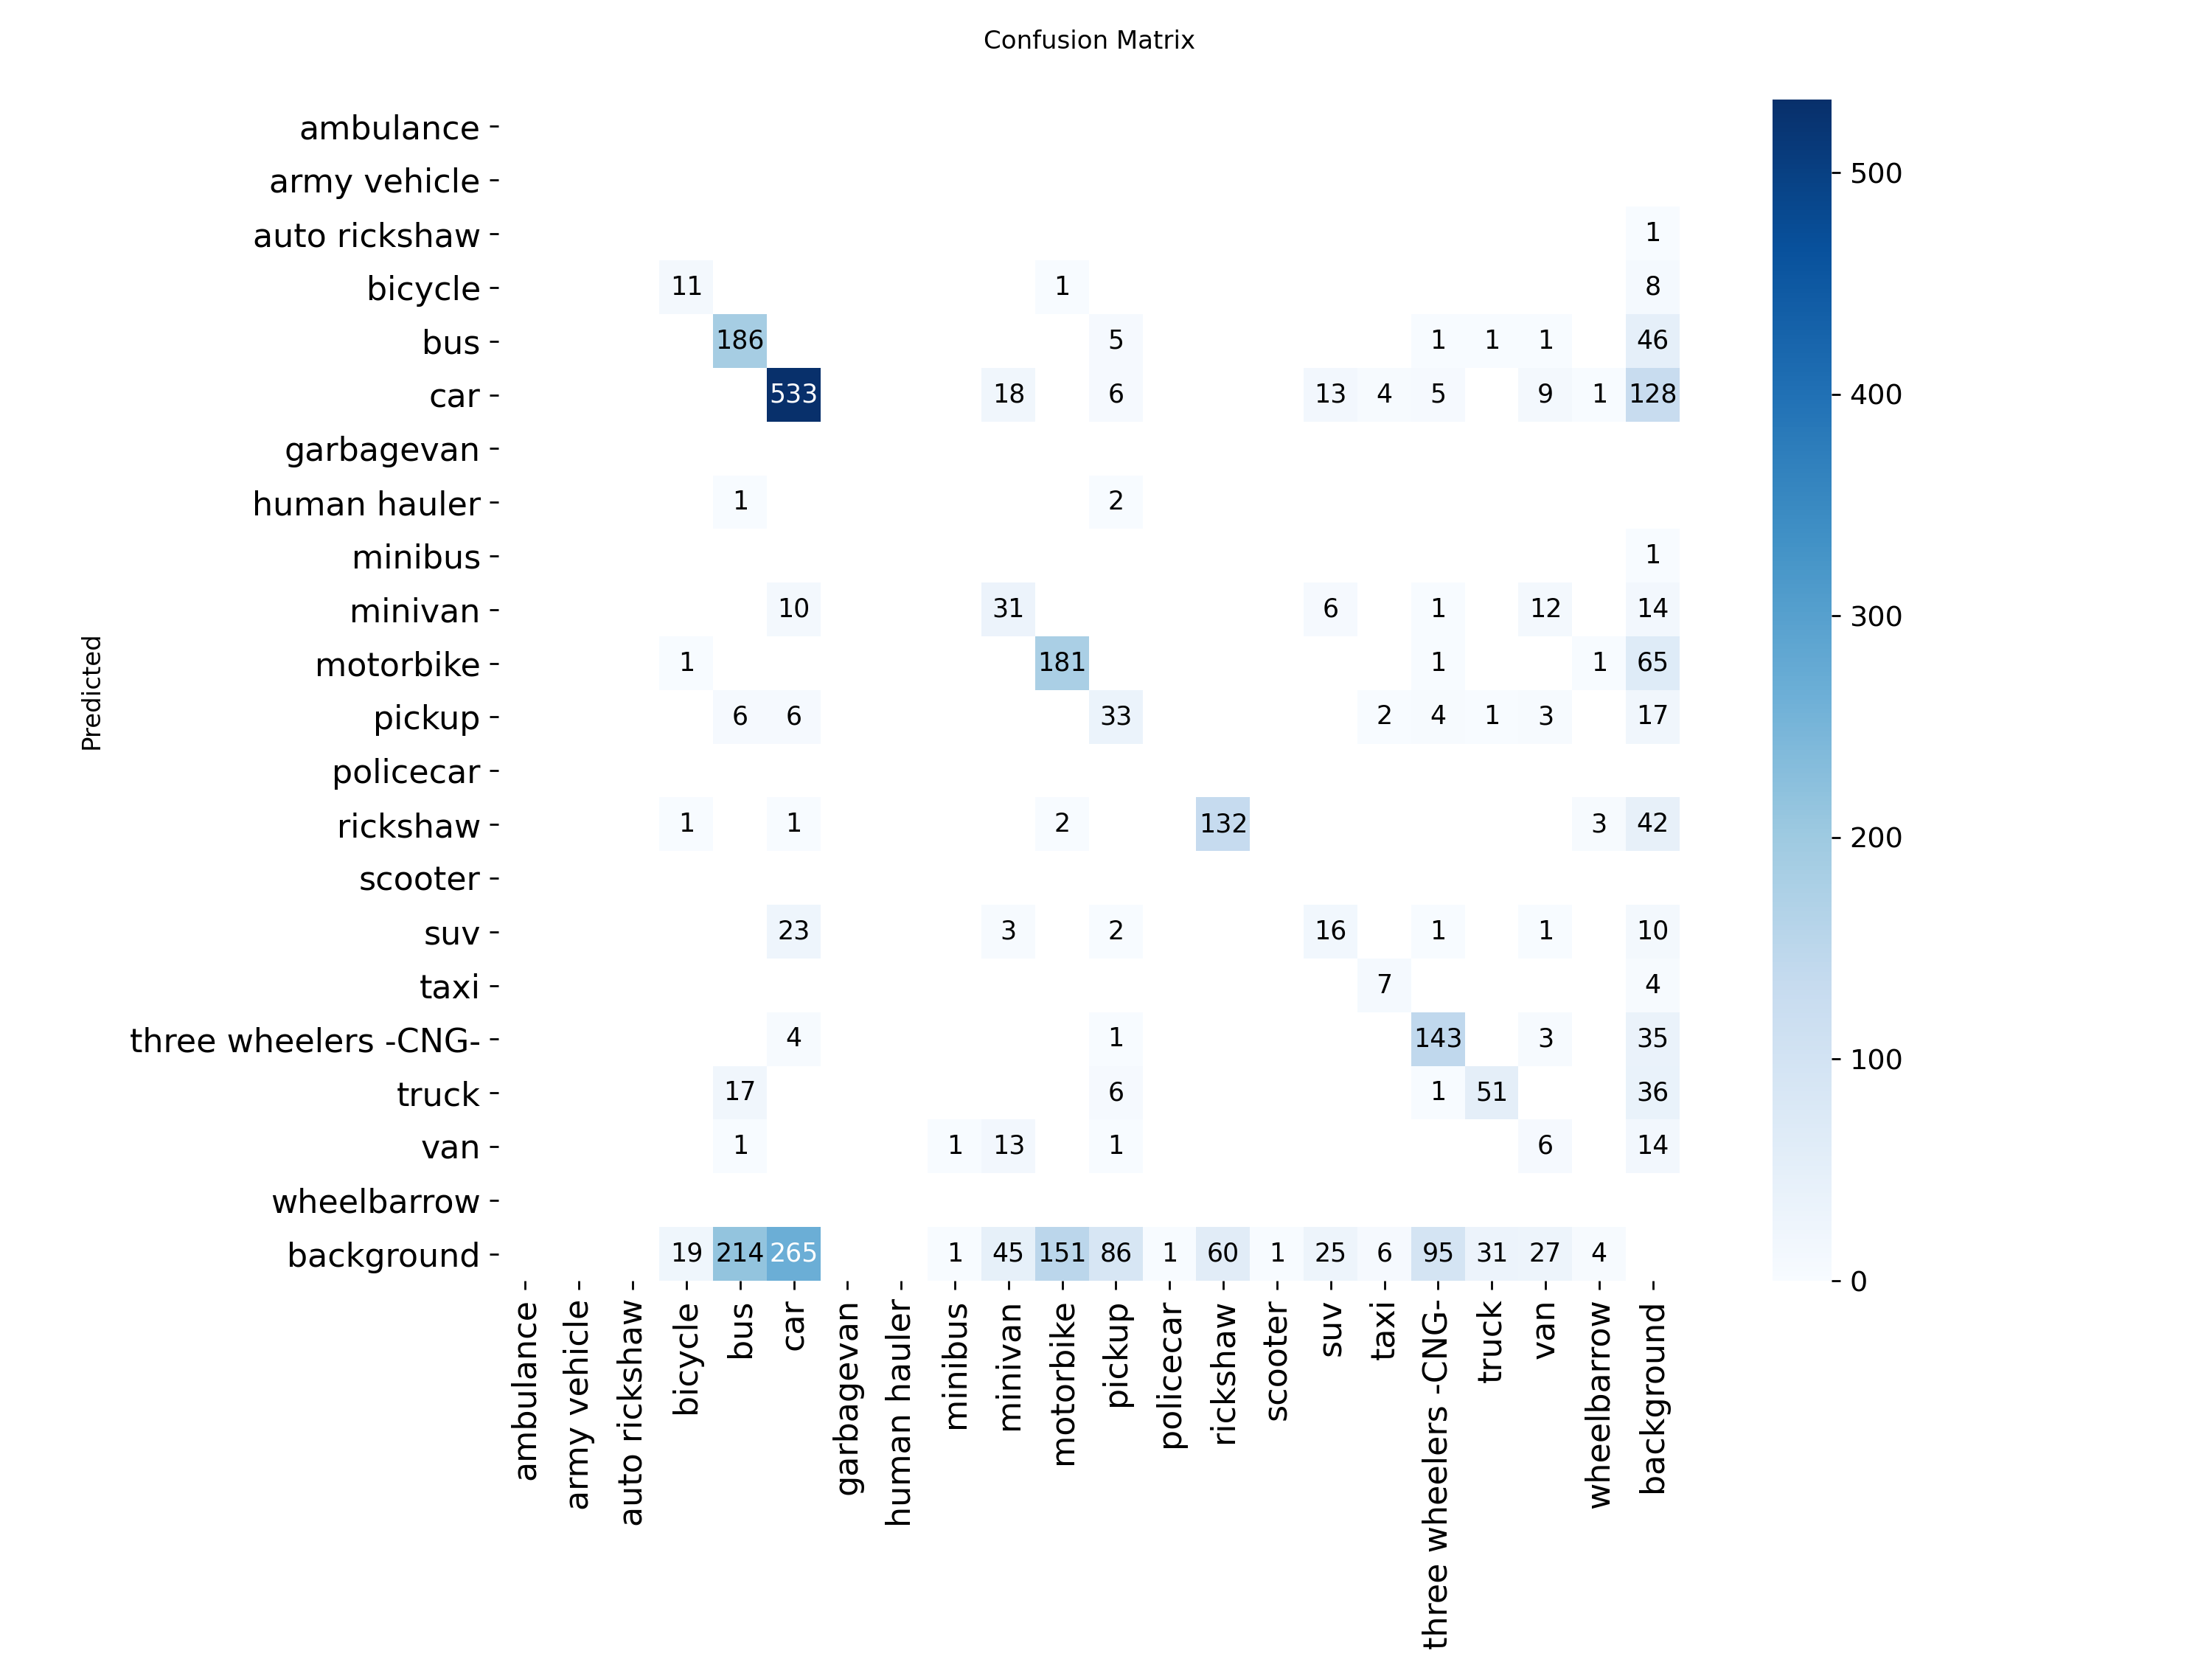 Confusion Matrix
Predicted
ambulance
army vehicle
auto rickshaw 1
bicycle 11 1 8
bus 186 5 1 1 1 46
car 533 18 6 13 4 5 9 1 128
garbagevan
human hauler 1 2
minibus 1
minivan 10 31 6 1 12 14
motorbike 1 181 1 1 65
pickup 6 6 33 2 4 1 3 17
policecar
rickshaw 1 1 2 132 3 42
scooter
suv 23 3 2 16 1 1 10
taxi 7 4
three wheelers -CNG- 4 1 143 3 35
truck 17 6 1 51 36
van 1 1 13 1 6 14
wheelbarrow
background 19 214 265 1 45 151 86 1 60 1 25 6 95 31 27 4
ambulance
army vehicle
auto rickshaw
bicycle
bus
car
garbagevan
human hauler
minibus
minivan
motorbike
pickup
policecar
rickshaw
scooter
suv
taxi
three wheelers -CNG-
truck
van
wheelbarrow
background
500
400
300
200
100
0